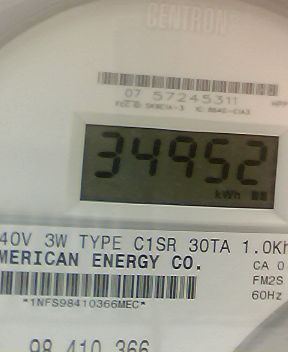 CENTRON
07 57245311
34952
kWh
40V 3W TYPE C1SR 30TA 1.0Kh
MERICAN ENERGY CO.
CA 0
FM2S
60Hz
*1NFS98410366MEC*
98 410 366